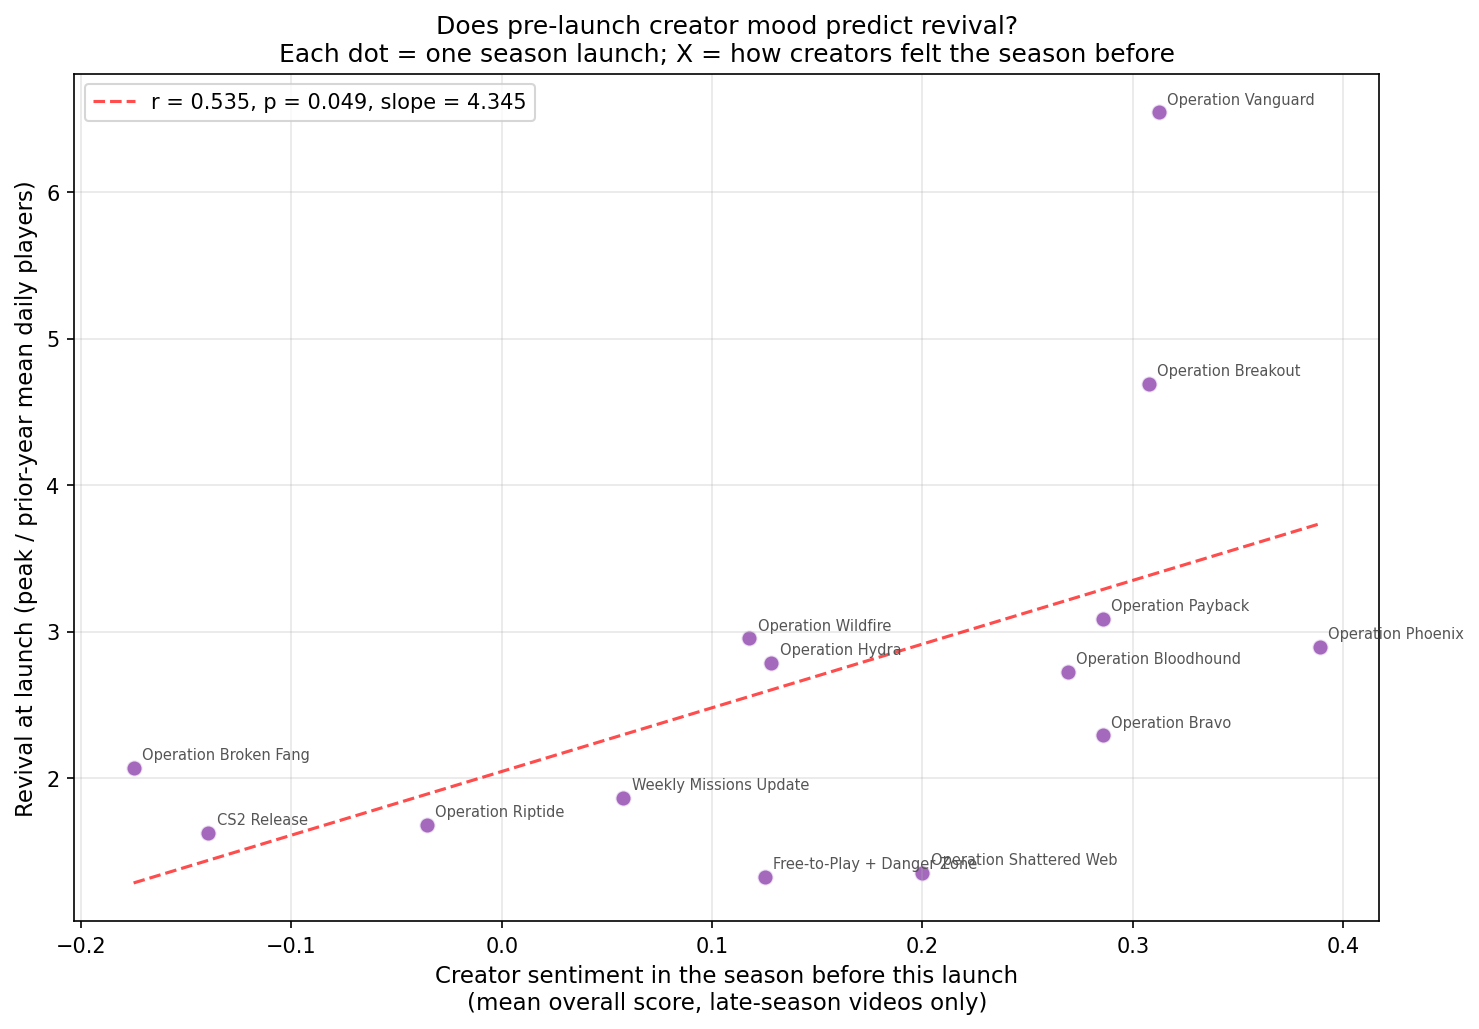 Does pre-launch creator mood predict revival?
Each dot = one season launch; X = how creators felt the season before
r = 0.535, p = 0.049, slope = 4.345
Operation Vanguard
Operation Breakout
Operation Payback
Operation Wildfire
Operation Phoenix
Operation Hydra
Operation Bloodhound
Operation Bravo
Operation Broken Fang
Weekly Missions Update
CS2 Release
Operation Riptide
Free-to-Play + Danger Zone
Operation Shattered Web
Revival at launch (peak / prior-year mean daily players)
6
5
4
3
2
−0.2
−0.1
0.0
0.1
0.2
0.3
0.4
Creator sentiment in the season before this launch
(mean overall score, late-season videos only)